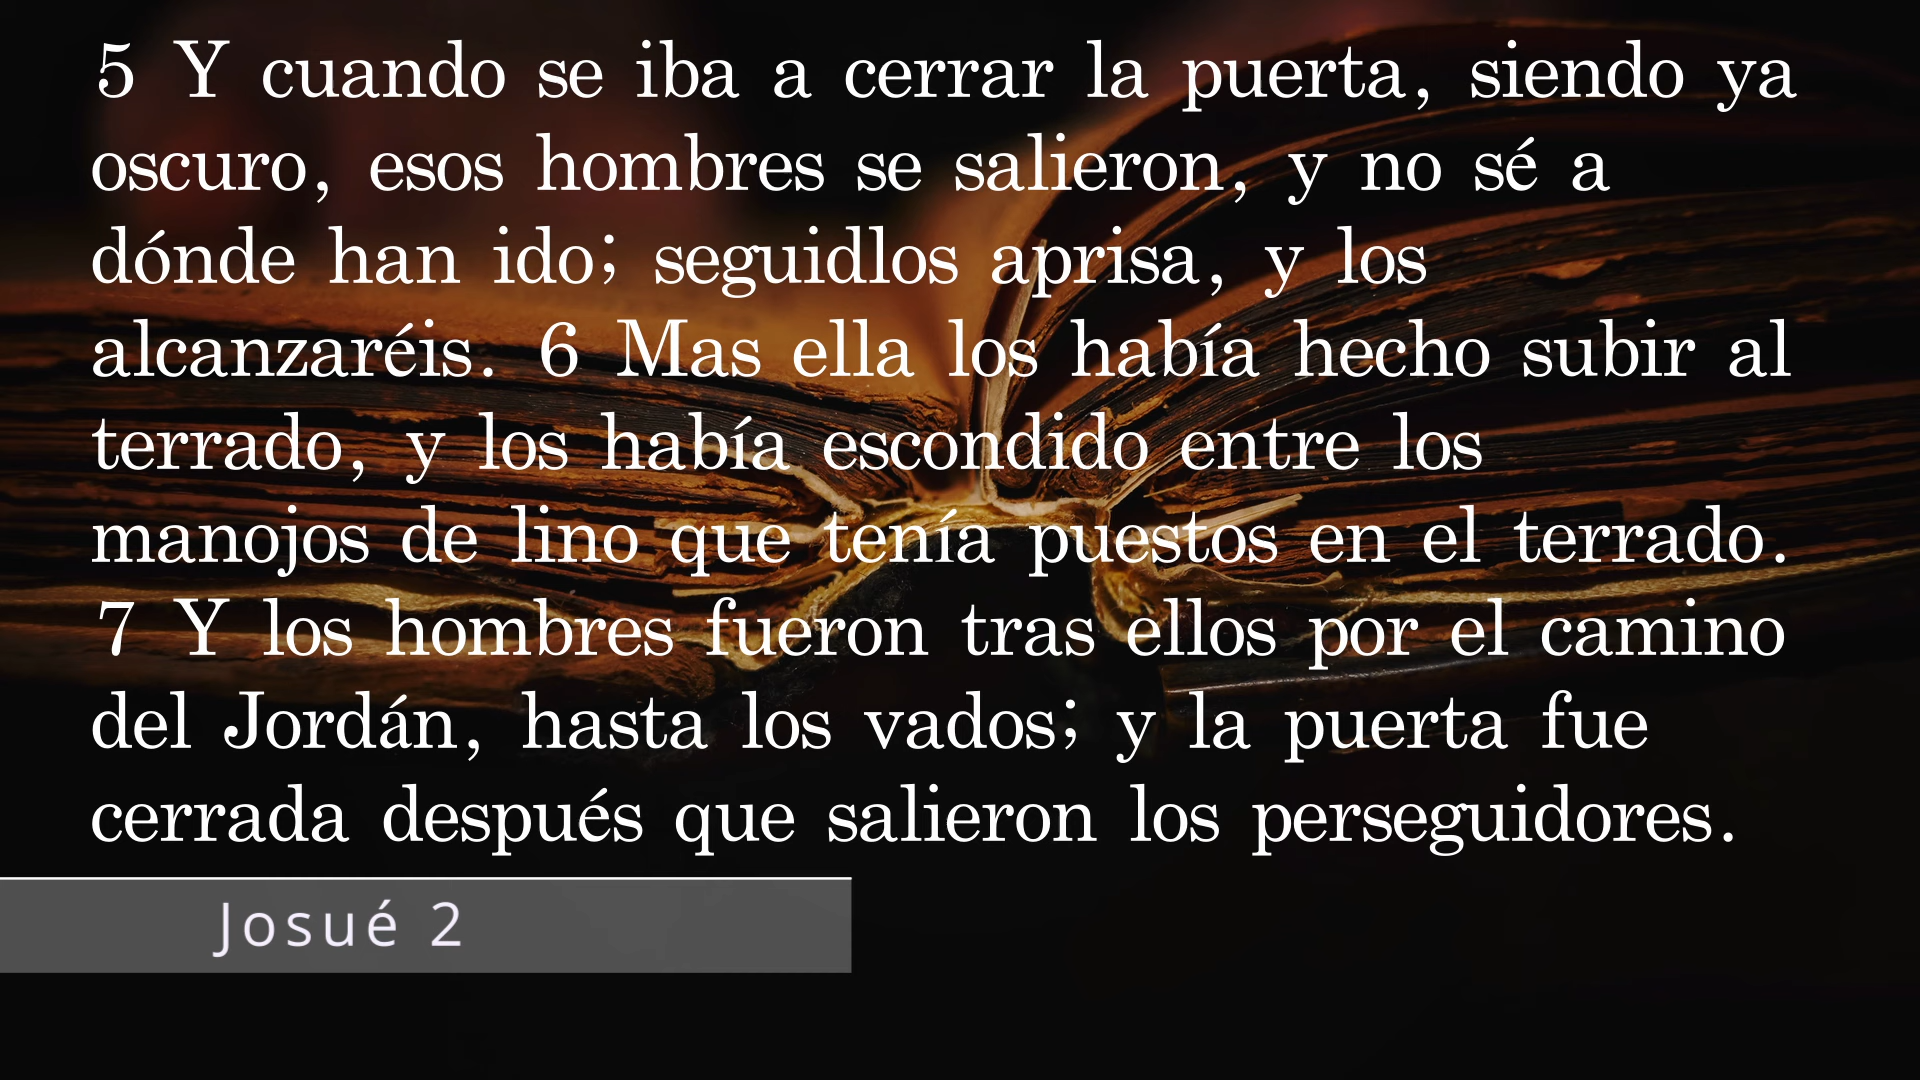 5 Y cuando se iba a cerrar la puerta, siendo ya
oscuro, esos hombres se salieron, y no sé a
dónde han ido; seguidlos aprisa, y los
alcanzaréis. 6 Mas ella los había hecho subir al
terrado, y los había escondido entre los
manojos de lino que tenía puestos en el terrado.
7 Y los hombres fueron tras ellos por el camino
del Jordán, hasta los vados; y la puerta fue
cerrada después que salieron los perseguidores.
Josué 2